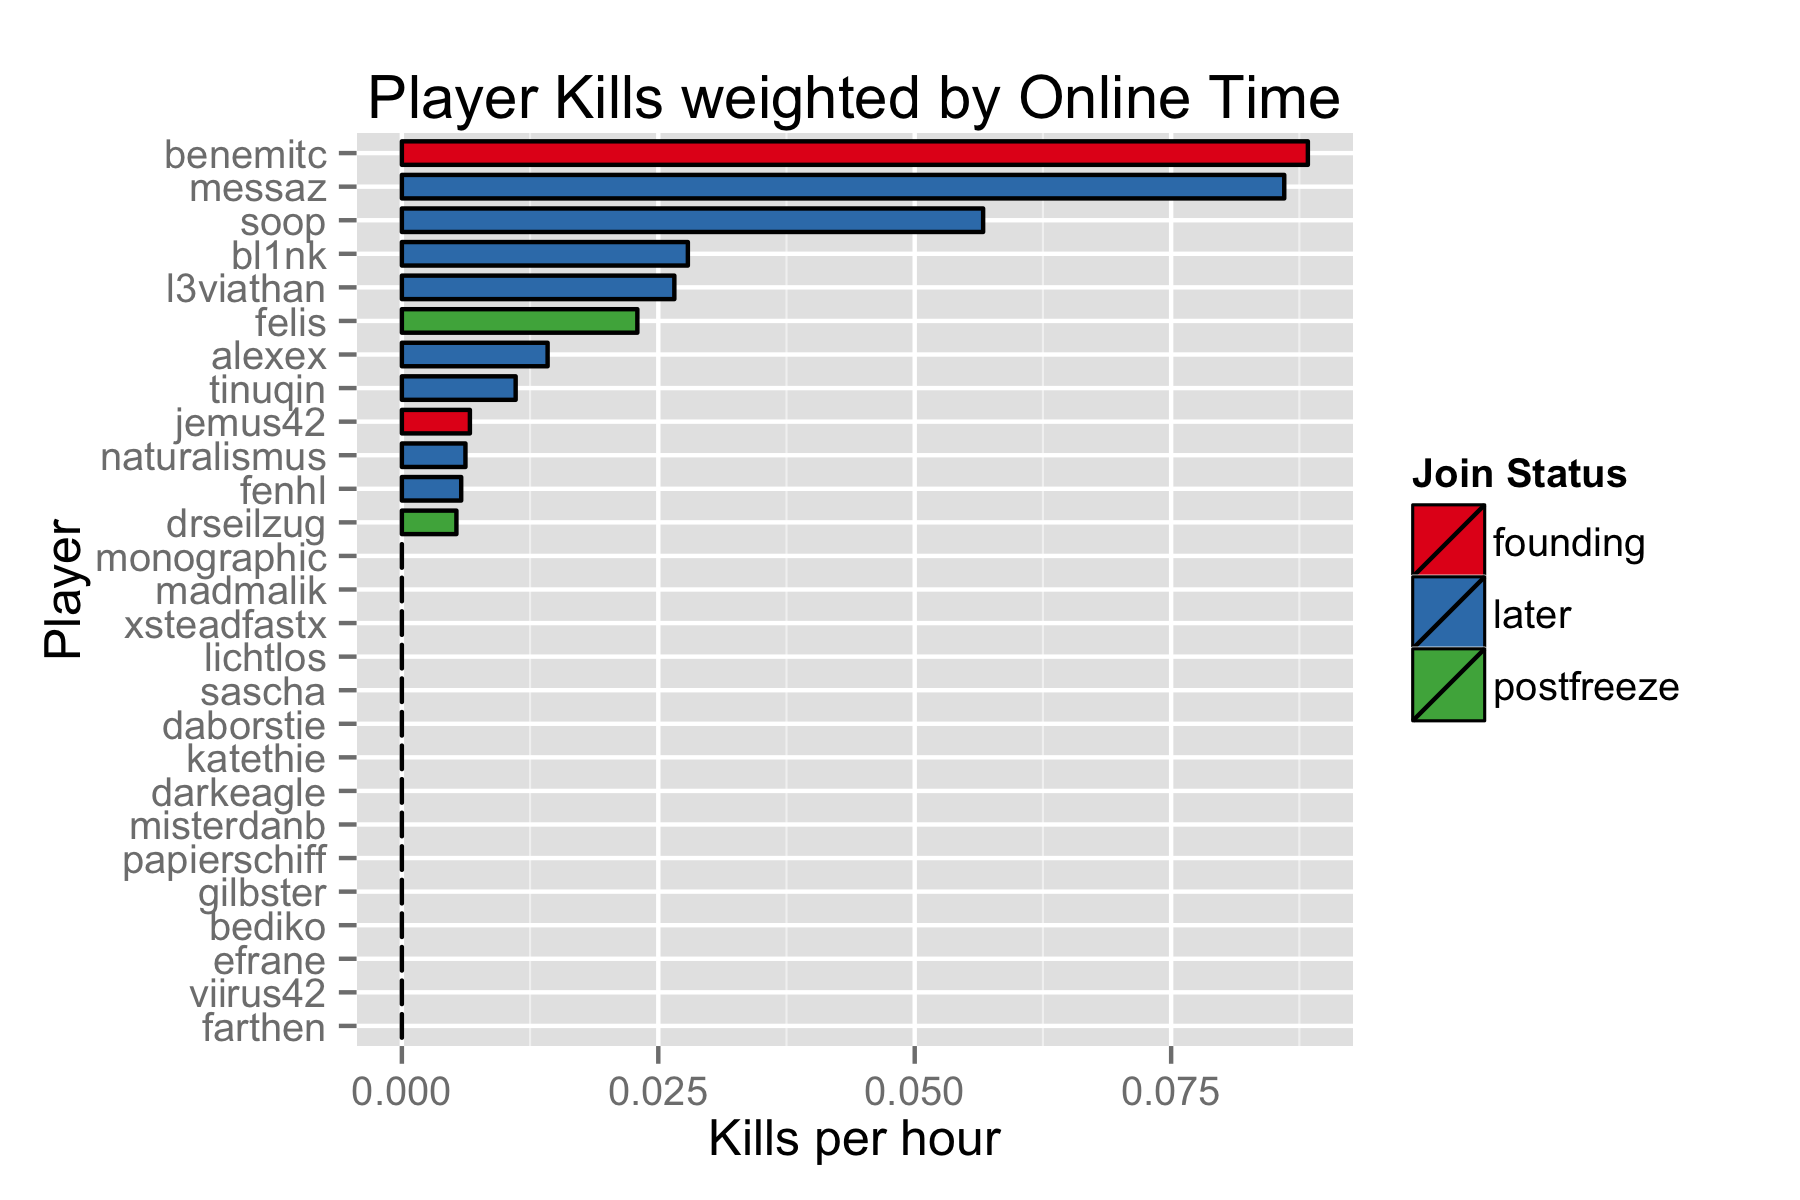 Player Kills weighted by Online Time
Player
benemitc
messaz
soop
bl1nk
l3viathan
felis
alexex
tinuqin
jemus42
naturalismus
fenhl
drseilzug
monographic
madmalik
xsteadfastx
lichtlos
sascha
daborstie
katethie
darkeagle
misterdanb
papierschiff
gilbster
bediko
efrane
viirus42
farthen
0.000 0.025 0.050 0.075
Kills per hour
Join Status
founding
later
postfreeze